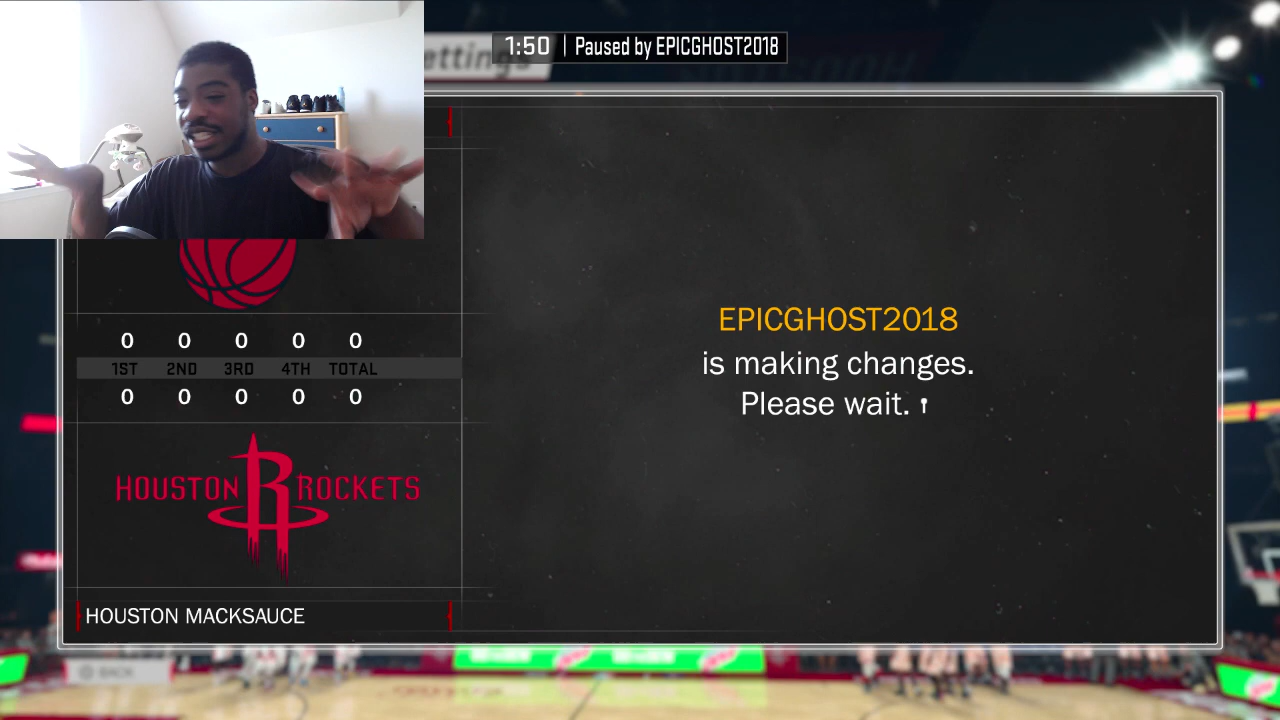 ettings
1:50 | Paused by EPICGHOST2018
0 0 0 0 0
1ST 2ND 3RD 4TH TOTAL
0 0 0 0 0
HOUSTON ROCKETS
HOUSTON MACKSAUCE
EPICGHOST2018
is making changes.
Please wait.
BACK